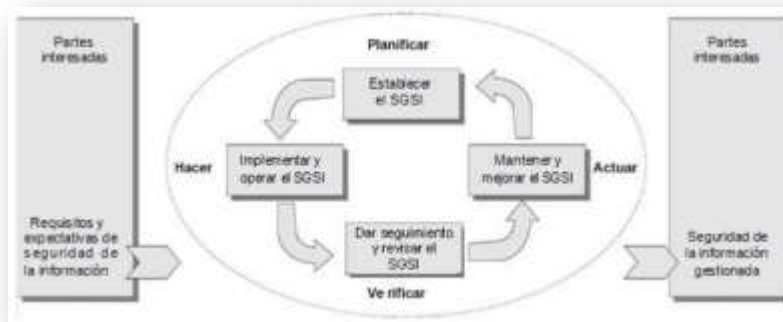 Partes
interesadas
Requisitos y
expectativas de
seguridad de
la información
Planificar
Establecer
el SGSI
Hacer
Implementar y
operar el SGSI
Mantener y
mejorar el SGSI
Actuar
Dar seguimiento
y revisar el
SGSI
Ve rificar
Partes
interesadas
Seguridad de
la información
gestionada